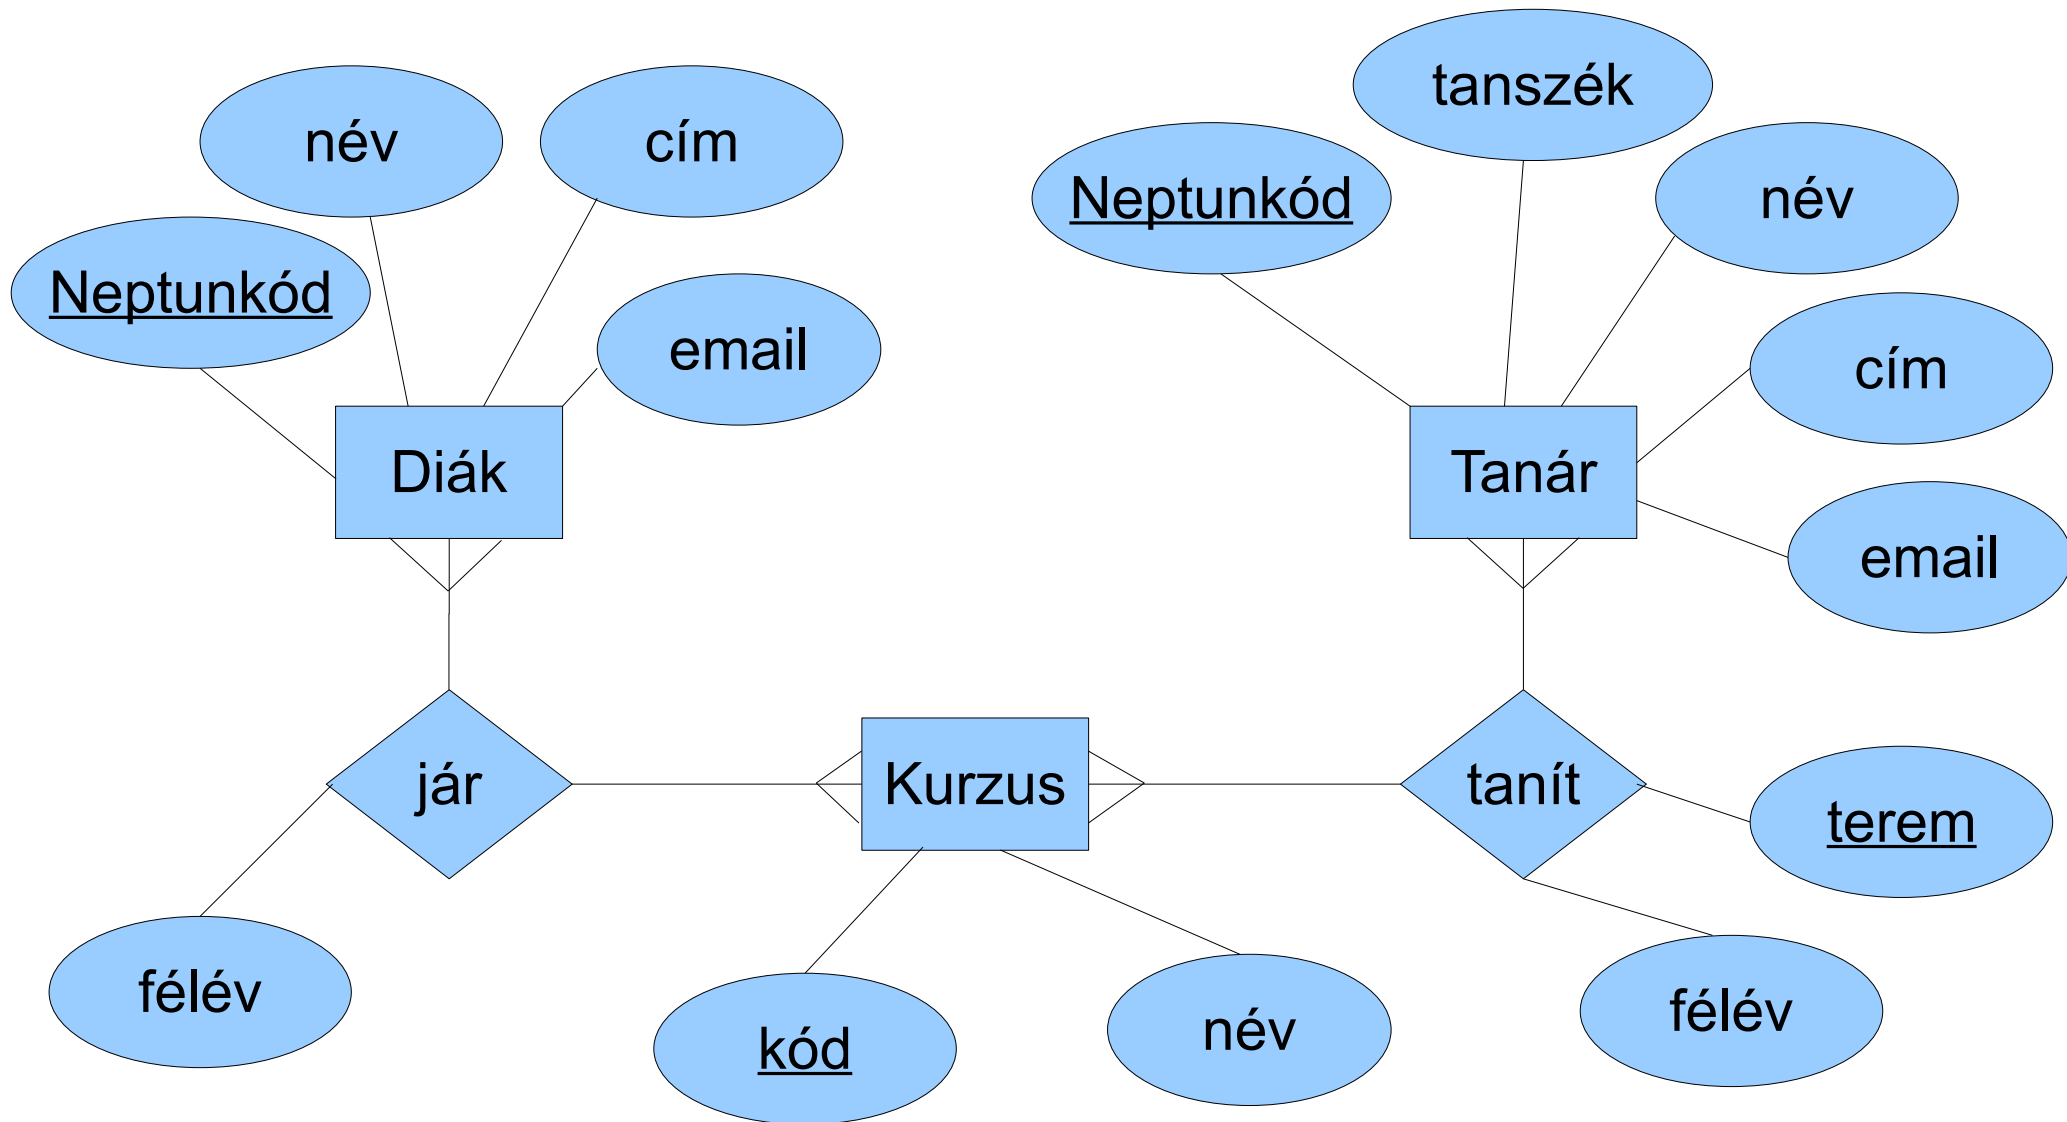 tanszék
név
cím
Neptunkód
név
Neptunkód
email
cím
Diák
Tanár
email
jár
Kurzus
tanít
terem
félév
kód
név
félév